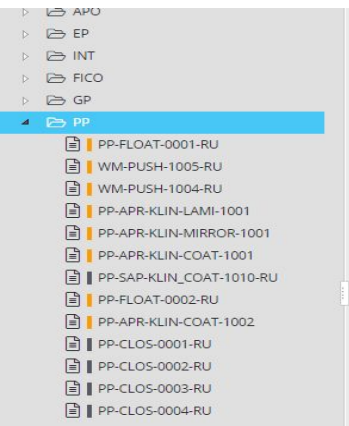 APO
EP
INT
FICO
GP
PP
PP-FLOAT-0001-RU
WM-PUSH-1005-RU
WM-PUSH-1004-RU
PP-APR-KLIN-LAMI-1001
PP-APR-KLIN-MIRROR-1001
PP-APR-KLIN-COAT-1001
PP-SAP-KLIN_COAT-1010-RU
PP-FLOAT-0002-RU
PP-APR-KLIN-COAT-1002
PP-CLOS-0001-RU
PP-CLOS-0002-RU
PP-CLOS-0003-RU
PP-CLOS-0004-RU